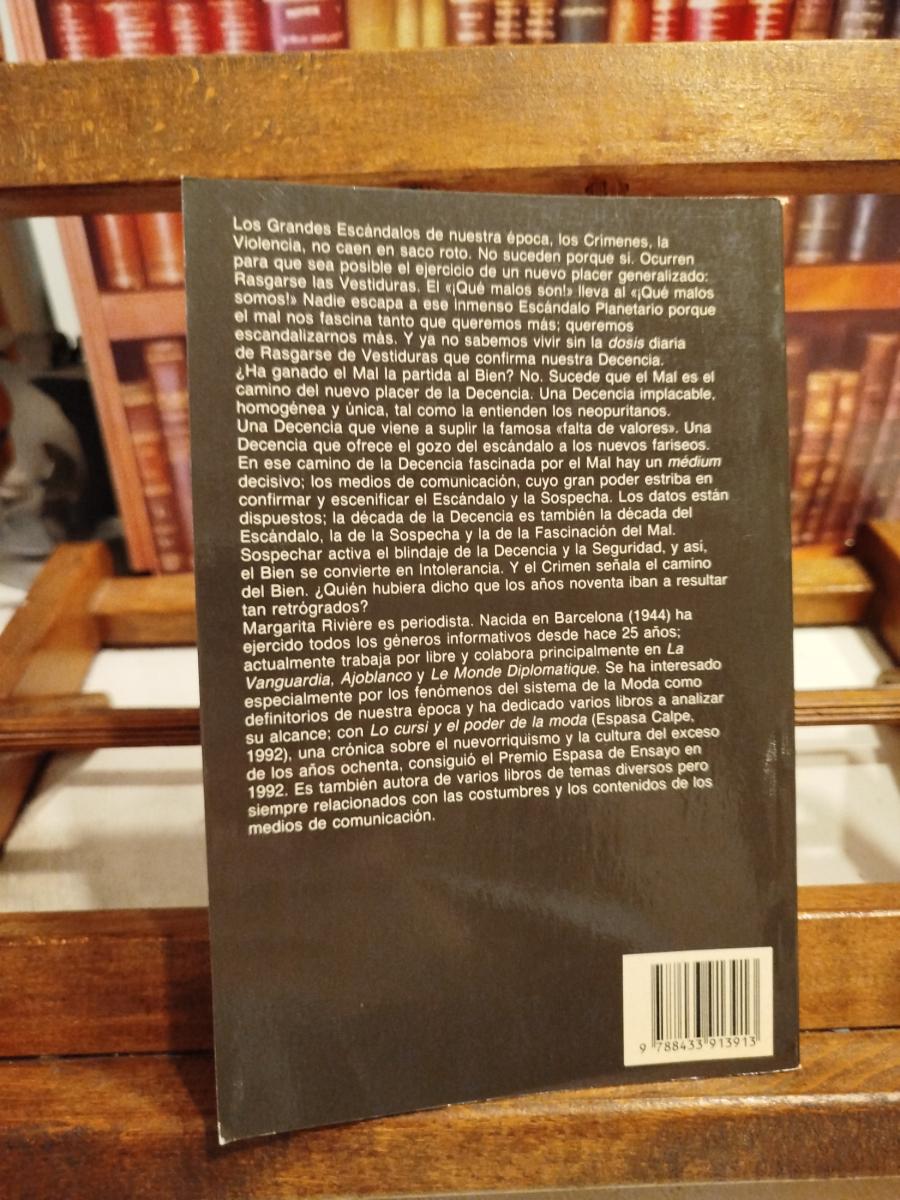 Los Grandes Escándalos de nuestra época, los Crimenes, la
Violencia, no caen en saco roto. No suceden porque sí. Ocurren
para que sea posible el ejercicio de un nuevo placer generalizado:
Rasgarse las Vestiduras. El «¡Qué malos son!» lleva al «¡Qué malos
somos!» Nadie escapa a ese inmenso Escándalo Planetario porque
el mal nos fascina tanto que queremos más; queremos
escandalizarnos más. Y ya no sabemos vivir sin la dosis diaria
de Rasgarse de Vestiduras que confirma nuestra Decencia.
¿Ha ganado el Mal la partida al Bien? No. Sucede que el Mal es el
camino del nuevo placer de la Decencia. Una Decencia implacable,
homogénea y única, tal como la entienden los neopuritanos.
Una Decencia que viene a suplir la famosa «falta de valores». Una
Decencia que ofrece el gozo del escándalo a los nuevos fariseos.
En ese camino de la Decencia fascinada por el Mal hay un médium
decisivo; los medios de comunicación, cuyo gran poder estriba en
confirmar y escenificar el Escándalo y la Sospecha. Los datos están
dispuestos; la década de la Decencia es también la década del
Escándalo, la de la Sospecha y la de la Fascinación del Mal.
Sospechar activa el blindaje de la Decencia y la Seguridad, y así,
el Bien se convierte en Intolerancia. Y el Crimen señala el camino
del Bien. ¿Quién hubiera dicho que los años noventa iban a resultar
tan retrógrados?
Margarita Rivière es periodista. Nacida en Barcelona (1944) ha
ejercido todos los géneros informativos desde hace 25 años;
actualmente trabaja por libre y colabora principalmente en La
Vanguardia, Ajoblanco y Le Monde Diplomatique. Se ha interesado
especialmente por los fenómenos del sistema de la Moda como
definitorios de nuestra época y ha dedicado varios libros a analizar
su alcance; con Lo cursi y el poder de la moda (Espasa Calpe,
1992), una crónica sobre el nuevorriquismo y la cultura del exceso
de los años ochenta, consiguió el Premio Espasa de Ensayo en
1992. Es también autora de varios libros de temas diversos pero
siempre relacionados con las costumbres y los contenidos de los
medios de comunicación.
9 788433 913913